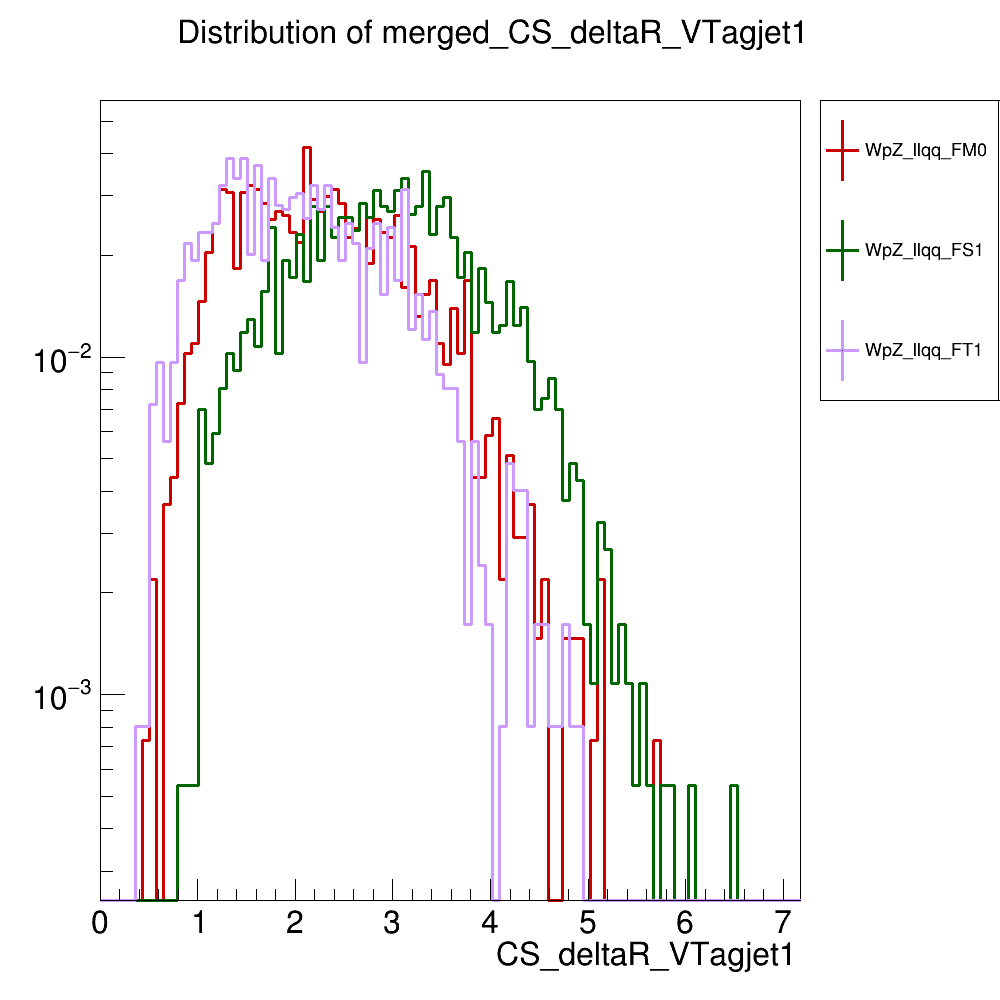 Distribution of merged_CS_deltaR_VTagjet1
WpZ_llqq_FM0
WpZ_llqq_FS1
WpZ_llqq_FT1
10−2
10−3
0 1 2 3 4 5 6 7
CS_deltaR_VTagjet1